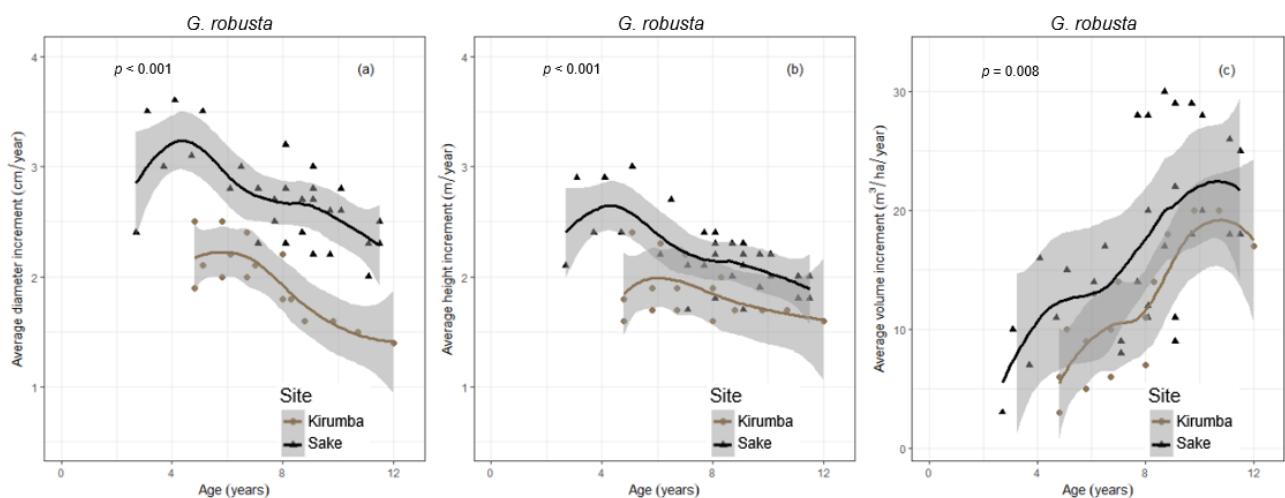 G. robusta
Average diameter increment (cm/year)
4
3
2
1
p < 0.001
(a)
Site
Kirumba
Sake
0
4
8
12
Age (years)
G. robusta
Average height increment (m/year)
4
3
2
1
p < 0.001
(b)
Site
Kirumba
Sake
0
4
8
12
Age (years)
G. robusta
Average volume increment (m³/ha/year)
30
20
10
0
p = 0.008
(c)
Site
Kirumba
Sake
0
4
8
12
Age (years)